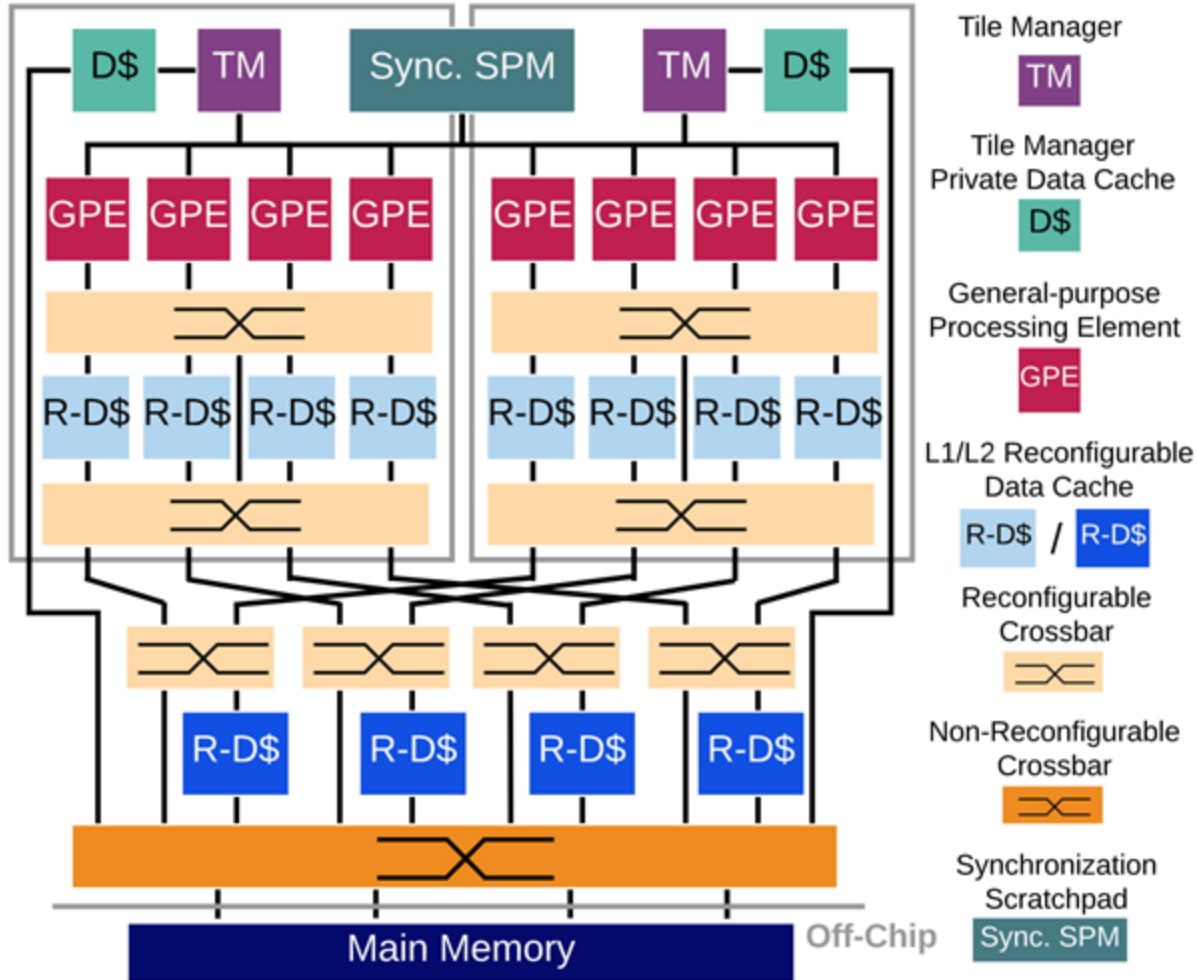 D$ TM Sync. SPM TM D$
GPE GPE GPE GPE GPE GPE GPE GPE
R-D$ R-D$ R-D$ R-D$ R-D$ R-D$ R-D$ R-D$
R-D$ R-D$ R-D$ R-D$
Main Memory
Off-Chip
Tile Manager
TM
Tile Manager
Private Data Cache
D$
General-purpose
Processing Element
GPE
L1/L2 Reconfigurable
Data Cache
R-D$ / R-D$
Reconfigurable
Crossbar
Non-Reconfigurable
Crossbar
Synchronization
Scratchpad
Sync. SPM